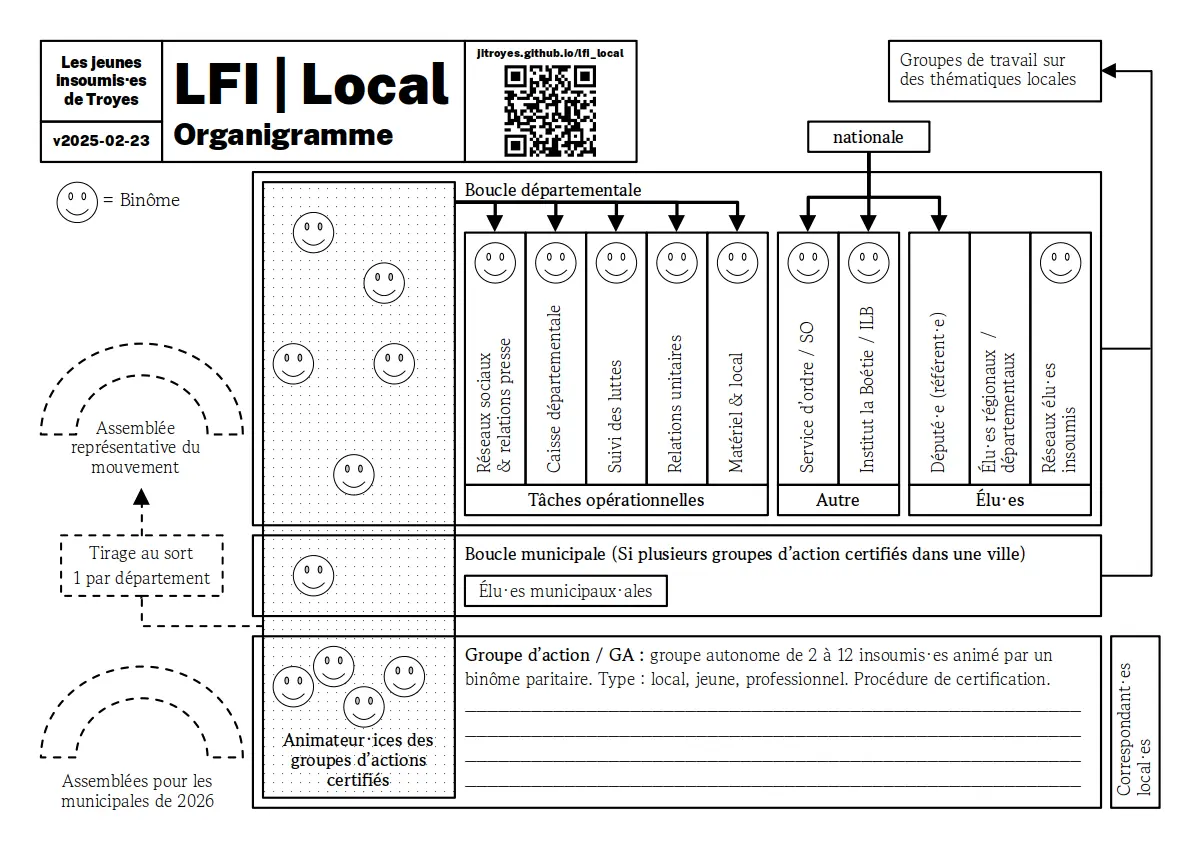 Les jeunes
insoumis·es
de Troyes
v2025-02-23
LFI | Local
Organigramme
jitroyes.github.io/lfi_local
Groupes de travail sur
des thématiques locales
nationale
= Binôme
Boucle départementale
Réseaux sociaux
& relations presse
Caisse départementale
Suivi des luttes
Relations unitaires
Matériel & local
Service d’ordre / SO
Institut la Boétie / ILB
Député·e (référent·e)
Élu·es régionaux /
départementaux
Réseaux élu·es
insoumis
Tâches opérationnelles
Autre
Élu·es
Assemblée
représentative du
mouvement
Tirage au sort
1 par département
Boucle municipale (Si plusieurs groupes d’action certifiés dans une ville)
Élu·es municipaux·ales
Groupe d’action / GA : groupe autonome de 2 à 12 insoumis·es animé par un
binôme paritaire. Type : local, jeune, professionnel. Procédure de certification.
Animateur·ices des
groupes d’actions
certifiés
Assemblées pour les
municipales de 2026
Correspondant·es
local·es